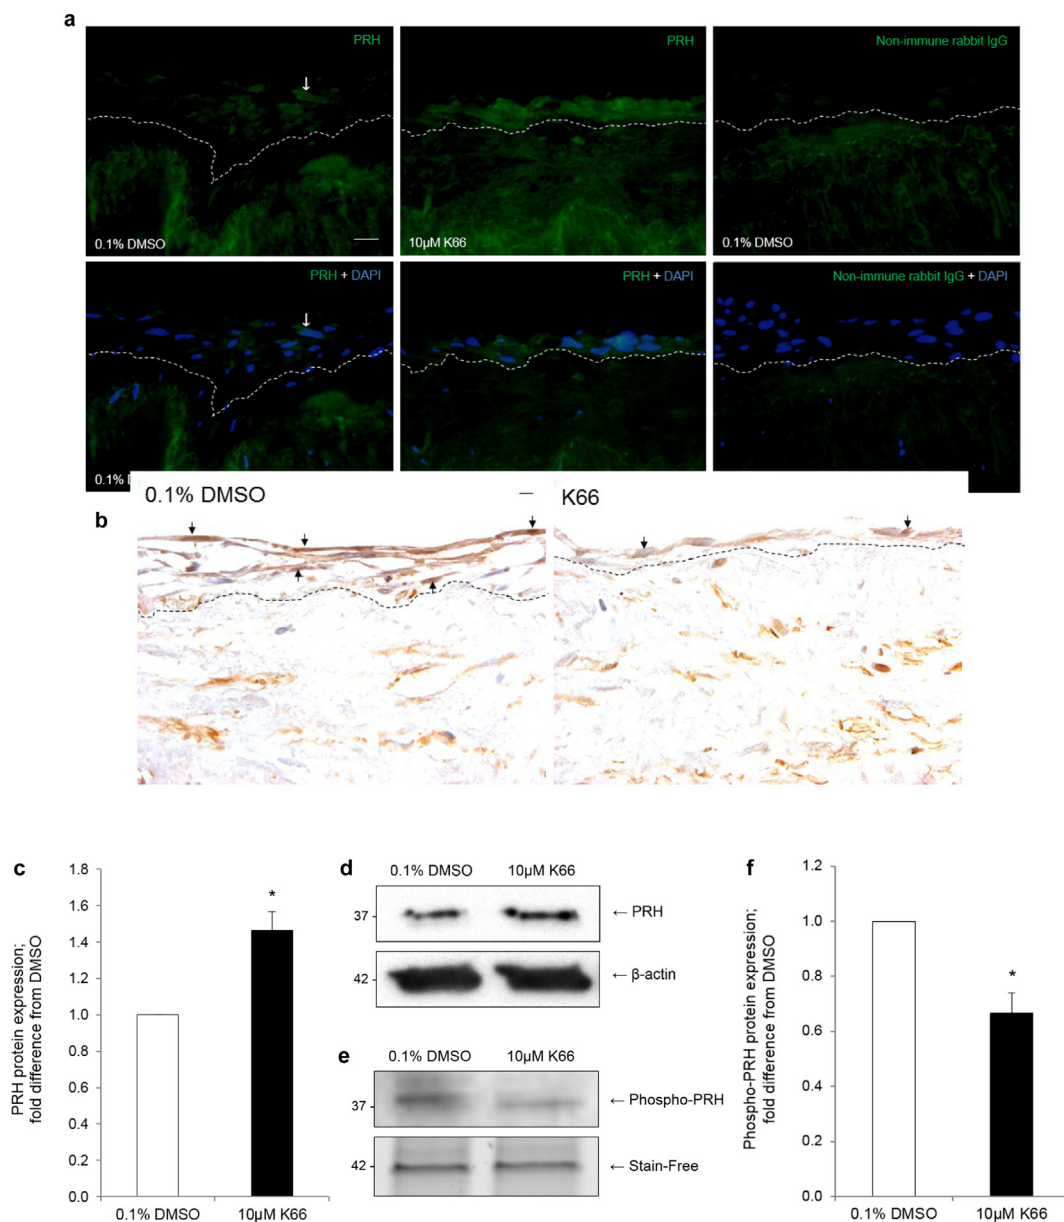 a
PRH
PRH
Non-immune rabbit IgG
0.1% DMSO
10µM K66
0.1% DMSO
PRH + DAPI
PRH + DAPI
Non-immune rabbit IgG + DAPI
0.1%
0.1% DMSO
K66
b
c
PRH protein expression;
fold difference from DMSO
1.8
1.6
1.4
1.2
1.0
0.8
0.6
0.4
0.2
0.0
*
0.1% DMSO
10µM K66
d
0.1% DMSO
10µM K66
37 -
← PRH
42 -
← β-actin
e
0.1% DMSO
10µM K66
37 -
← Phospho-PRH
42 -
← Stain-Free
f
Phospho-PRH protein expression;
fold difference from DMSO
1.2
1.0
0.8
0.6
0.4
0.2
0.0
*
0.1% DMSO
10µM K66